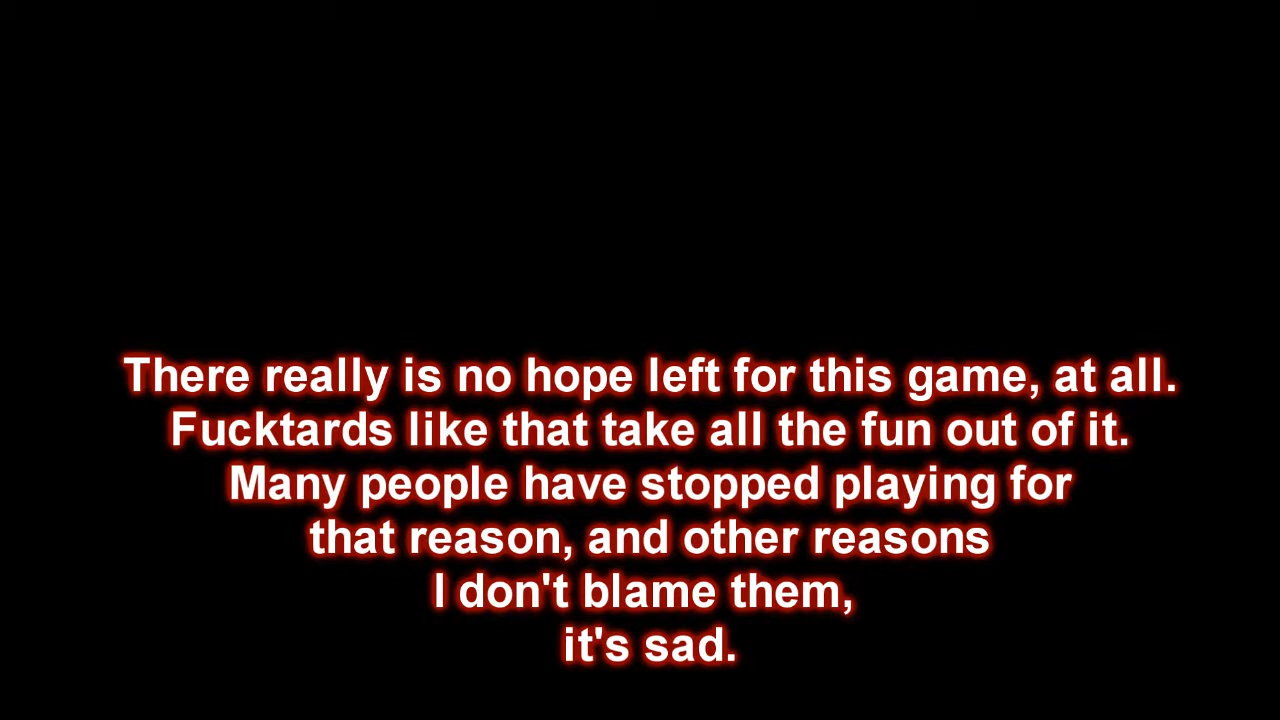 There really is no hope left for this game, at all.
Fucktards like that take all the fun out of it.
Many people have stopped playing for
that reason, and other reasons
I don't blame them,
it's sad.